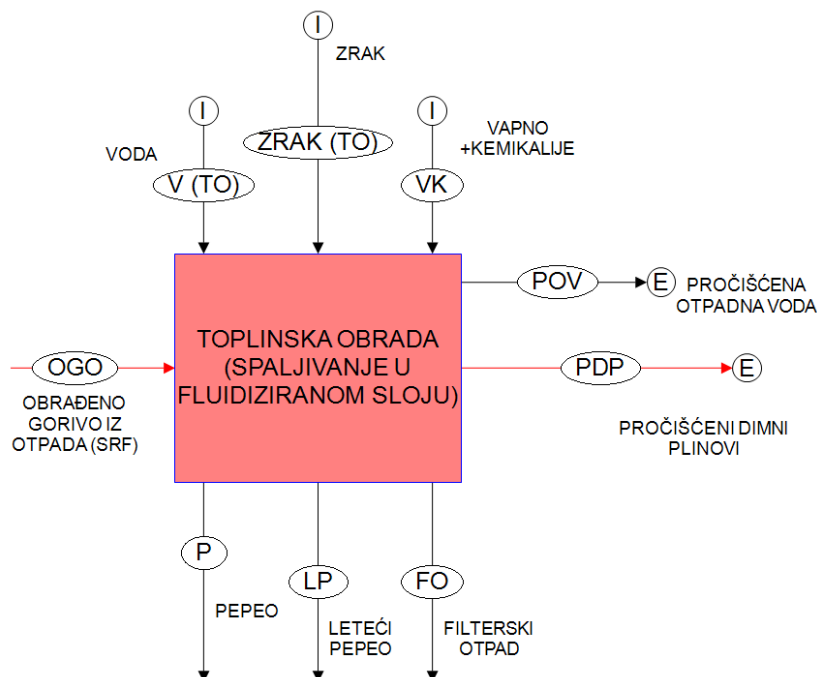 I
ZRAK
I
I
VODA
ZRAK (TO)
VAPNO
+KEMIKALIJE
V (TO)
VK
POV
E
PROČIŠĆENA
OTPADNA VODA
TOPLINSKA OBRADA
(SPALJIVANJE U
FLUIDIZIRANOM SLOJU)
OGO
OBRAĐENO
GORIVO IZ
OTPADA (SRF)
PDP
E
PROČIŠĆENI DIMNI
PLINOVI
P
PEPEO
LP
LETEĆI
PEPEO
FO
FILTERSKI
OTPAD